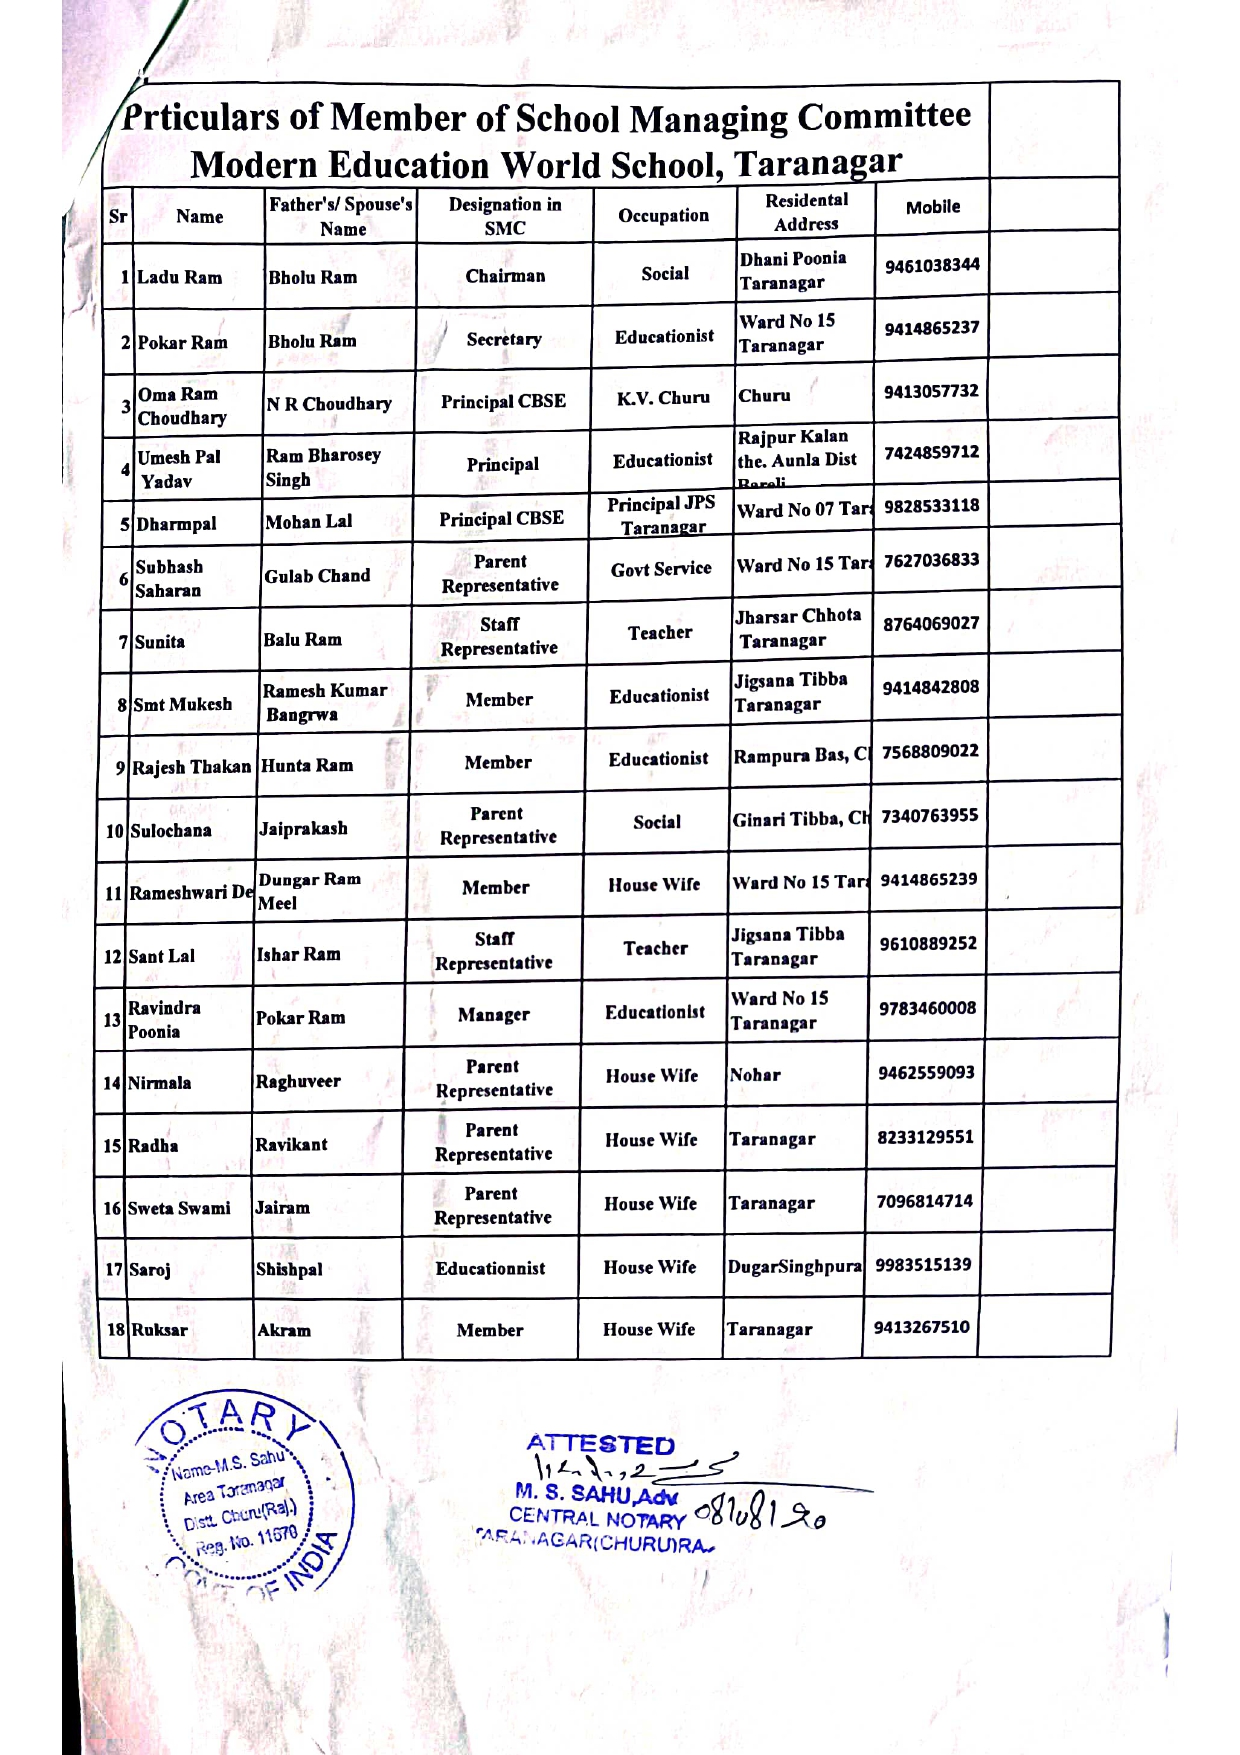 Prticulars of Member of School Managing Committee
Modern Education World School, Taranagar
Sr Name Father's/ Spouse's Name Designation in SMC Occupation Residental Address Mobile
1 Ladu Ram Bholu Ram Chairman Social Dhani Poonia Taranagar 9461038344
2 Pokar Ram Bholu Ram Secretary Educationist Ward No 15 Taranagar 9414865237
3 Oma Ram Choudhary N R Choudhary Principal CBSE K.V. Churu Churu 9413057732
4 Umesh Pal Yadav Ram Bharosey Singh Principal Educationist Rajpur Kalan the. Aunla Dist Bareli 7424859712
5 Dharmpal Mohan Lal Principal CBSE Principal JPS Taranagar Ward No 07 Tara 9828533118
6 Subhash Saharan Gulab Chand Parent Representative Govt Service Ward No 15 Tara 7627036833
7 Sunita Balu Ram Staff Representative Teacher Jharsar Chhota Taranagar 8764069027
8 Smt Mukesh Ramesh Kumar Bangrwa Member Educationist Jigsana Tibba Taranagar 9414842808
9 Rajesh Thakan Hunta Ram Member Educationist Rampura Bas, Cl 7568809022
10 Sulochana Jaiprakash Parent Representative Social Ginari Tibba, Ch 7340763955
11 Rameshwari De Dungar Ram Meel Member House Wife Ward No 15 Tara 9414865239
12 Sant Lal Ishar Ram Staff Representative Teacher Jigsana Tibba Taranagar 9610889252
13 Ravindra Poonia Pokar Ram Manager Educationist Ward No 15 Taranagar 9783460008
14 Nirmala Raghuveer Parent Representative House Wife Nohar 9462559093
15 Radha Ravikant Parent Representative House Wife Taranagar 8233129551
16 Sweta Swami Jairam Parent Representative House Wife Taranagar 7096814714
17 Saroj Shishpal Educationnist House Wife DugarSinghpura 9983515139
18 Ruksar Akram Member House Wife Taranagar 9413267510
NOTARY
Name-M.S. Sahu
Area Taranagar
Distt. Churu(Raj.)
Reg. No. 11670
GOVT OF INDIA
ATTESTED
M. S. SAHU, Adv
CENTRAL NOTARY 08/08/20
TARANAGAR(CHURU)RA